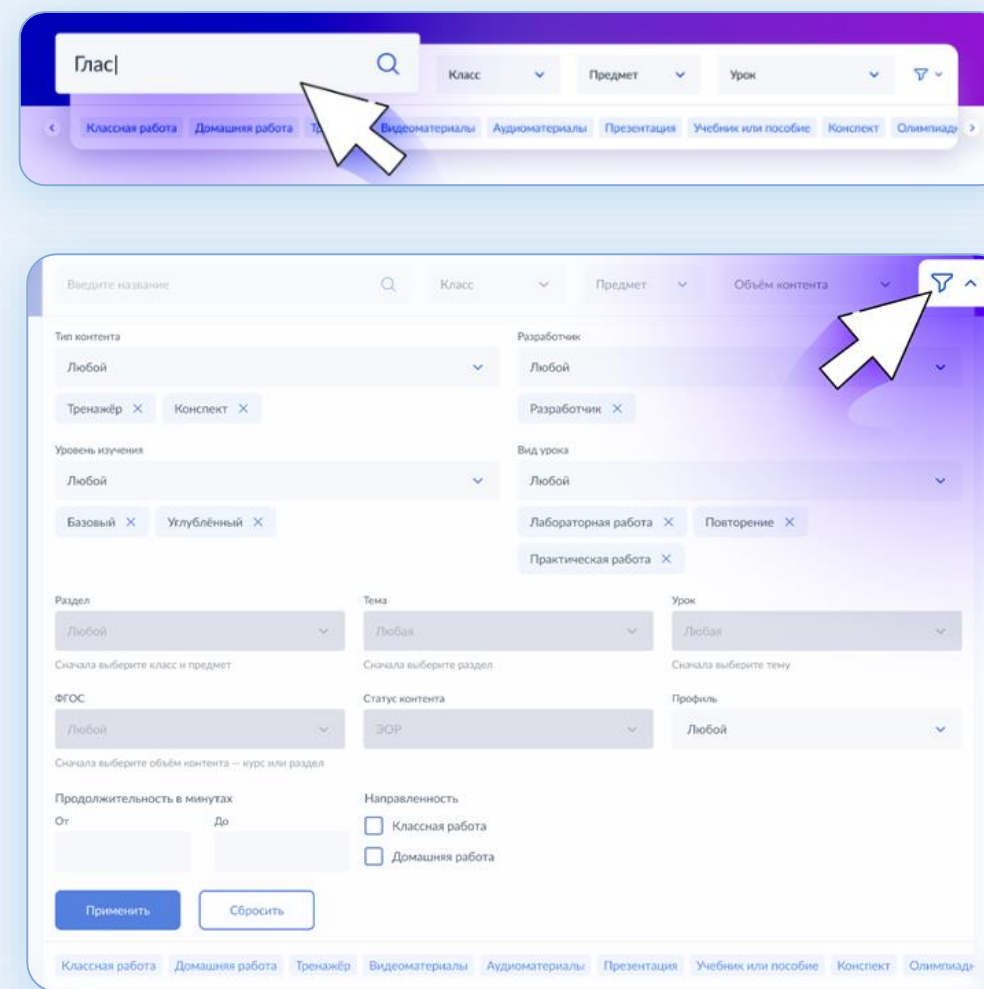 Глас
Класс Предмет Урок
Классная работа Домашняя работа Видеоматериалы Аудиоматериалы Презентация Учебник или пособие Конспект Олимпиад
Введите название Класс Предмет Объём контента
Тип контента Разработчик
Любой Любой
Тренажёр Конспект Разработчик
Уровень изучения Вид урока
Любой Любой
Базовый Углублённый Лабораторная работа Повторение
Практическая работа
Раздел Тема Урок
Любой Любая Любая
Сначала выберите класс и предмет Сначала выберите раздел Сначала выберите тему
ФГОС Статус контента Профиль
Любой ЭОР Любой
Сначала выберите объём контента — курс или раздел
Продолжительность в минутах Направленность
От До Классная работа
Домашняя работа
Применить Сбросить
Классная работа Домашняя работа Тренажёр Видеоматериалы Аудиоматериалы Презентация Учебник или пособие Конспект Олимпиад